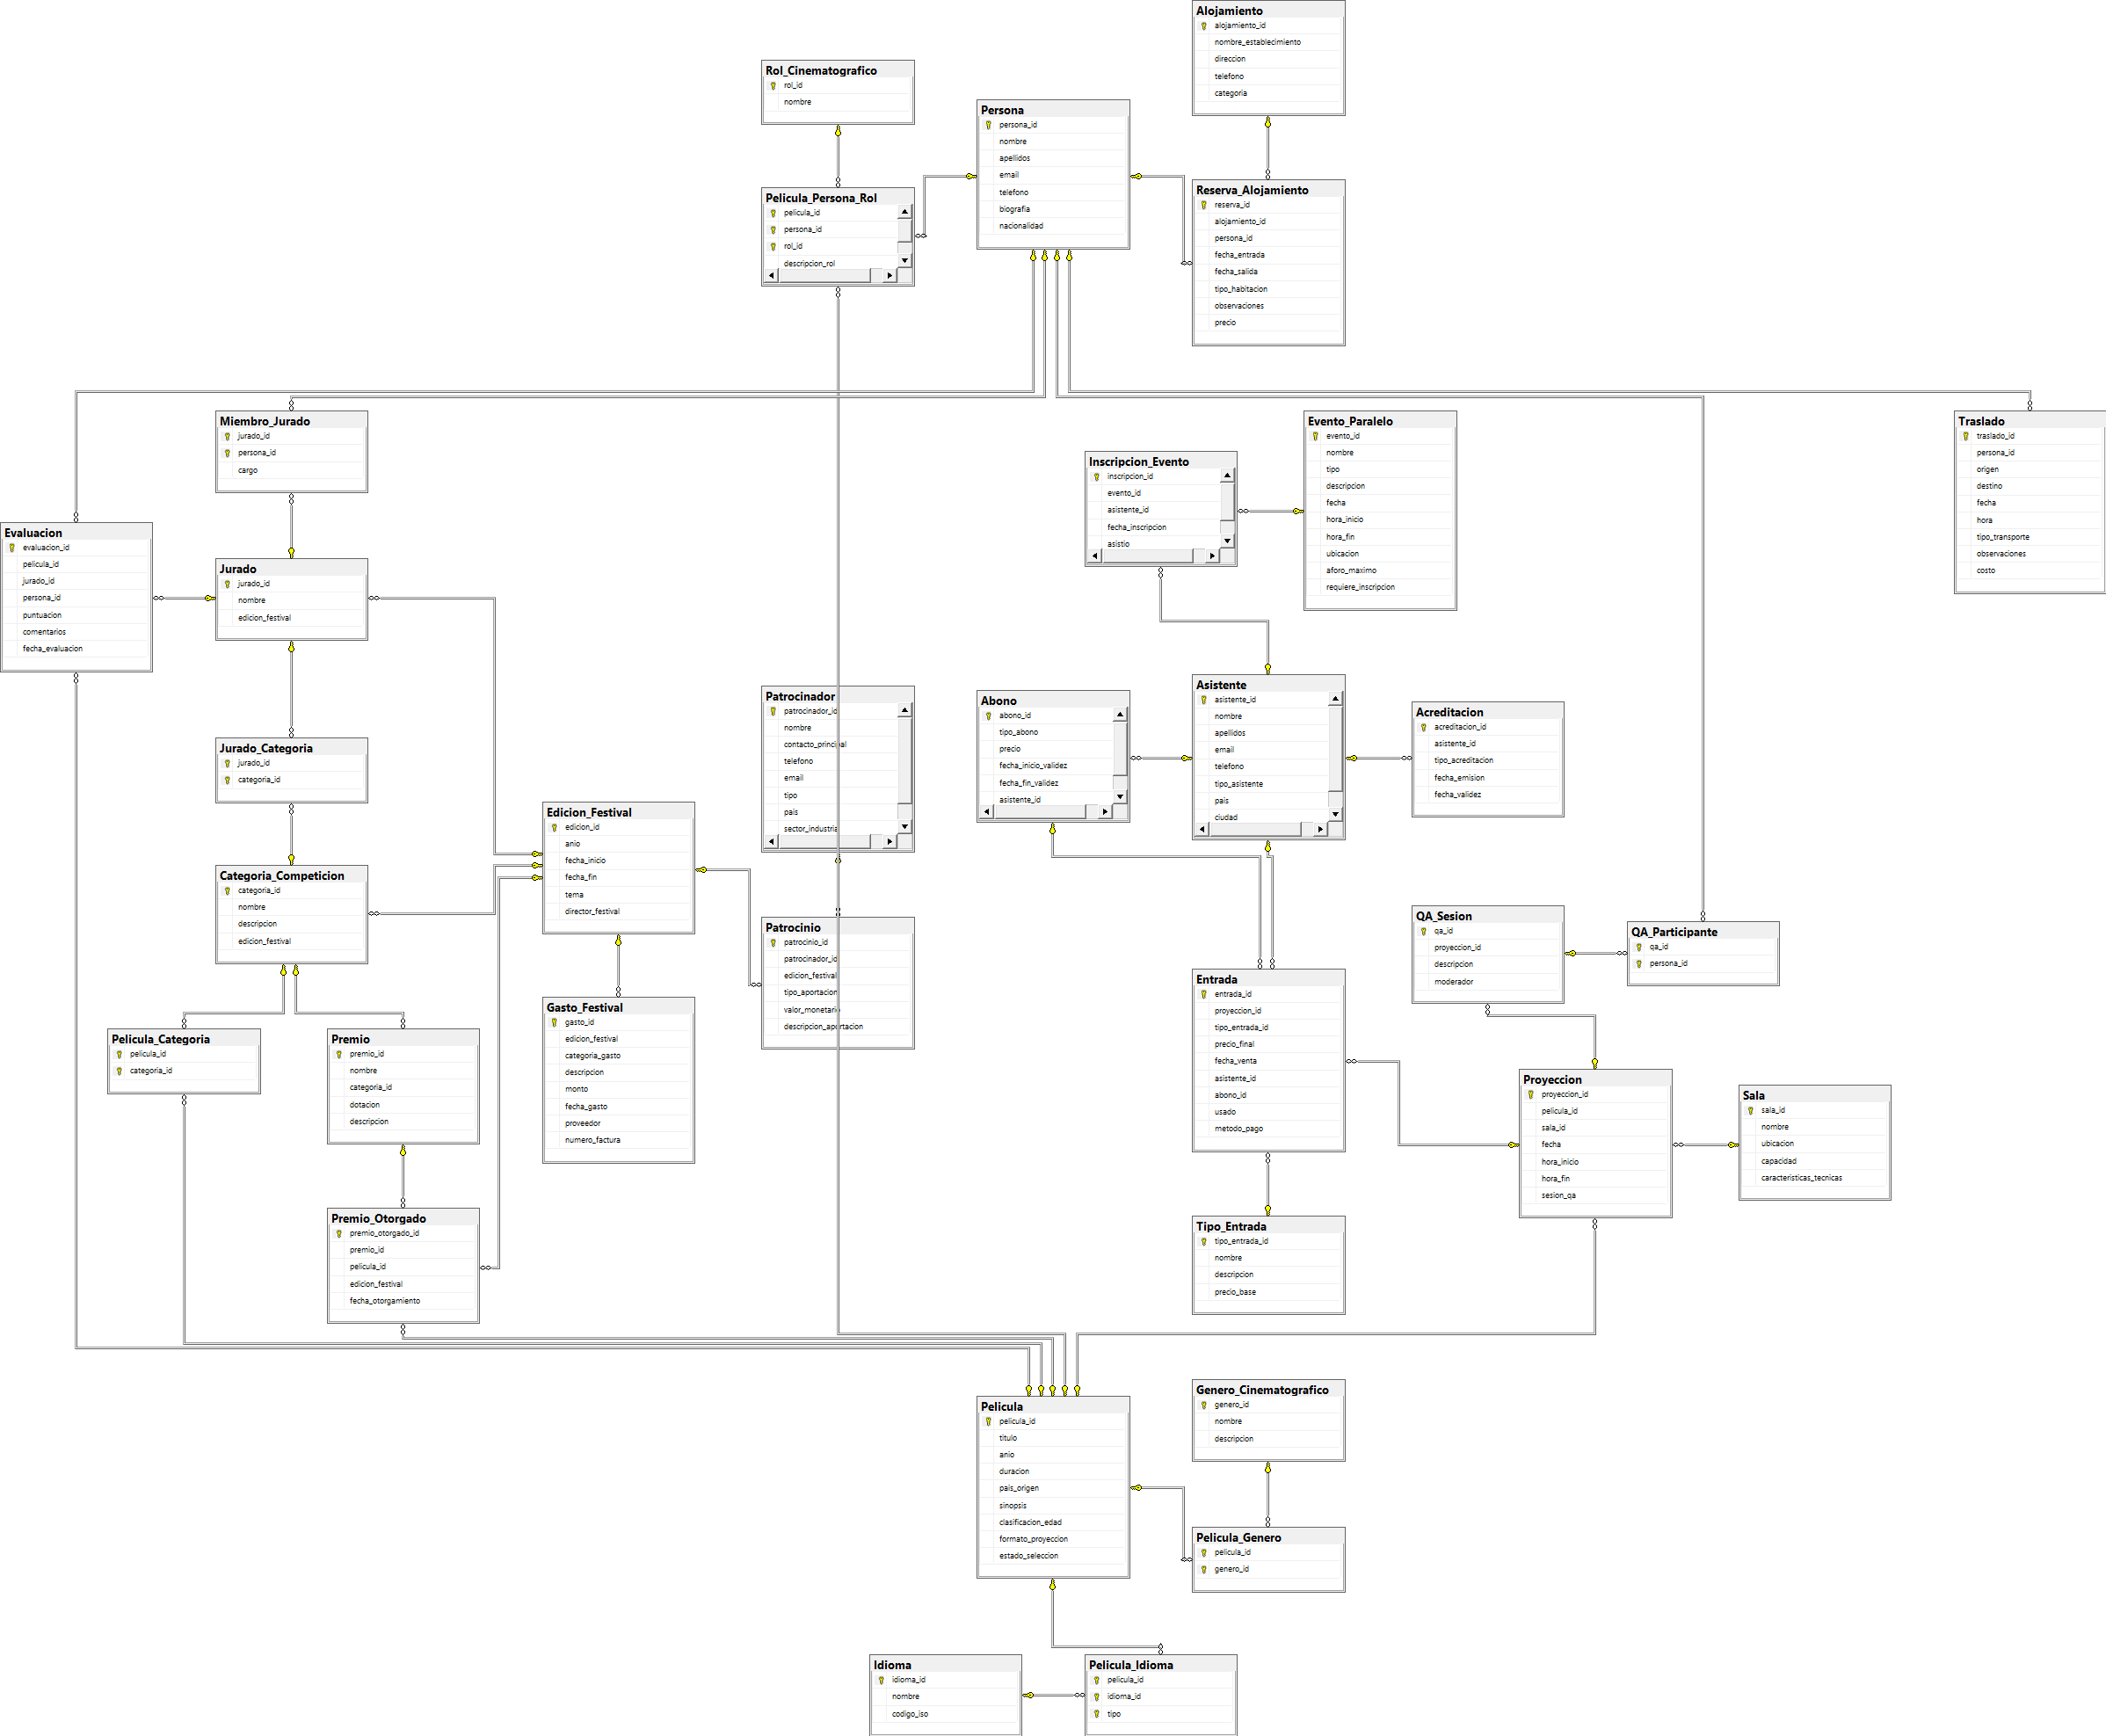 Alojamiento
alojamiento_id
nombre_establecimiento
direccion
telefono
categoria
Rol_Cinematografico
rol_id
nombre
Persona
persona_id
nombre
apellidos
email
telefono
biografia
nacionalidad
Pelicula_Persona_Rol
pelicula_id
persona_id
rol_id
descripcion_rol
Reserva_Alojamiento
reserva_id
alojamiento_id
persona_id
fecha_entrada
fecha_salida
tipo_habitacion
observaciones
precio
Miembro_Jurado
jurado_id
persona_id
cargo
Evento_Paralelo
evento_id
nombre
tipo
descripcion
fecha
hora_inicio
hora_fin
ubicacion
aforo_maximo
requiere_inscripcion
Traslado
traslado_id
persona_id
origen
destino
fecha
hora
tipo_transporte
observaciones
costo
Inscripcion_Evento
inscripcion_id
evento_id
asistente_id
fecha_inscripcion
asistio
Evaluacion
evaluacion_id
pelicula_id
jurado_id
persona_id
puntuacion
comentarios
fecha_evaluacion
Jurado
jurado_id
nombre
edicion_festival
Patrocinador
patrocinador_id
nombre
contacto_principal
telefono
email
tipo
pais
sector_industria
Abono
abono_id
tipo_abono
precio
fecha_inicio_validez
fecha_fin_validez
asistente_id
Asistente
asistente_id
nombre
apellidos
email
telefono
tipo_asistente
pais
ciudad
Acreditacion
acreditacion_id
asistente_id
tipo_acreditacion
fecha_emision
fecha_validez
Jurado_Categoria
jurado_id
categoria_id
Edicion_Festival
edicion_id
anio
fecha_inicio
fecha_fin
tema
director_festival
Categoria_Competicion
categoria_id
nombre
descripcion
edicion_festival
Patrocinio
patrocinio_id
patrocinador_id
edicion_festival
tipo_aportacion
valor_monetario
descripcion_aportacion
QA_Sesion
qa_id
proyeccion_id
descripcion
moderador
QA_Participante
qa_id
persona_id
Entrada
entrada_id
proyeccion_id
tipo_entrada_id
precio_final
fecha_venta
asistente_id
abono_id
usado
metodo_pago
Gasto_Festival
gasto_id
edicion_festival
categoria_gasto
descripcion
monto
fecha_gasto
proveedor
numero_factura
Pelicula_Categoria
pelicula_id
categoria_id
Premio
premio_id
nombre
categoria_id
dotacion
descripcion
Proyeccion
proyeccion_id
pelicula_id
sala_id
fecha
hora_inicio
hora_fin
sesion_qa
Sala
sala_id
nombre
ubicacion
capacidad
caracteristicas_tecnicas
Premio_Otorgado
premio_otorgado_id
premio_id
pelicula_id
edicion_festival
fecha_otorgamiento
Tipo_Entrada
tipo_entrada_id
nombre
descripcion
precio_base
Pelicula
pelicula_id
titulo
anio
duracion
pais_origen
sinopsis
clasificacion_edad
formato_proyeccion
estado_seleccion
Genero_Cinematografico
genero_id
nombre
descripcion
Pelicula_Genero
pelicula_id
genero_id
Idioma
idioma_id
nombre
codigo_iso
Pelicula_Idioma
pelicula_id
idioma_id
tipo